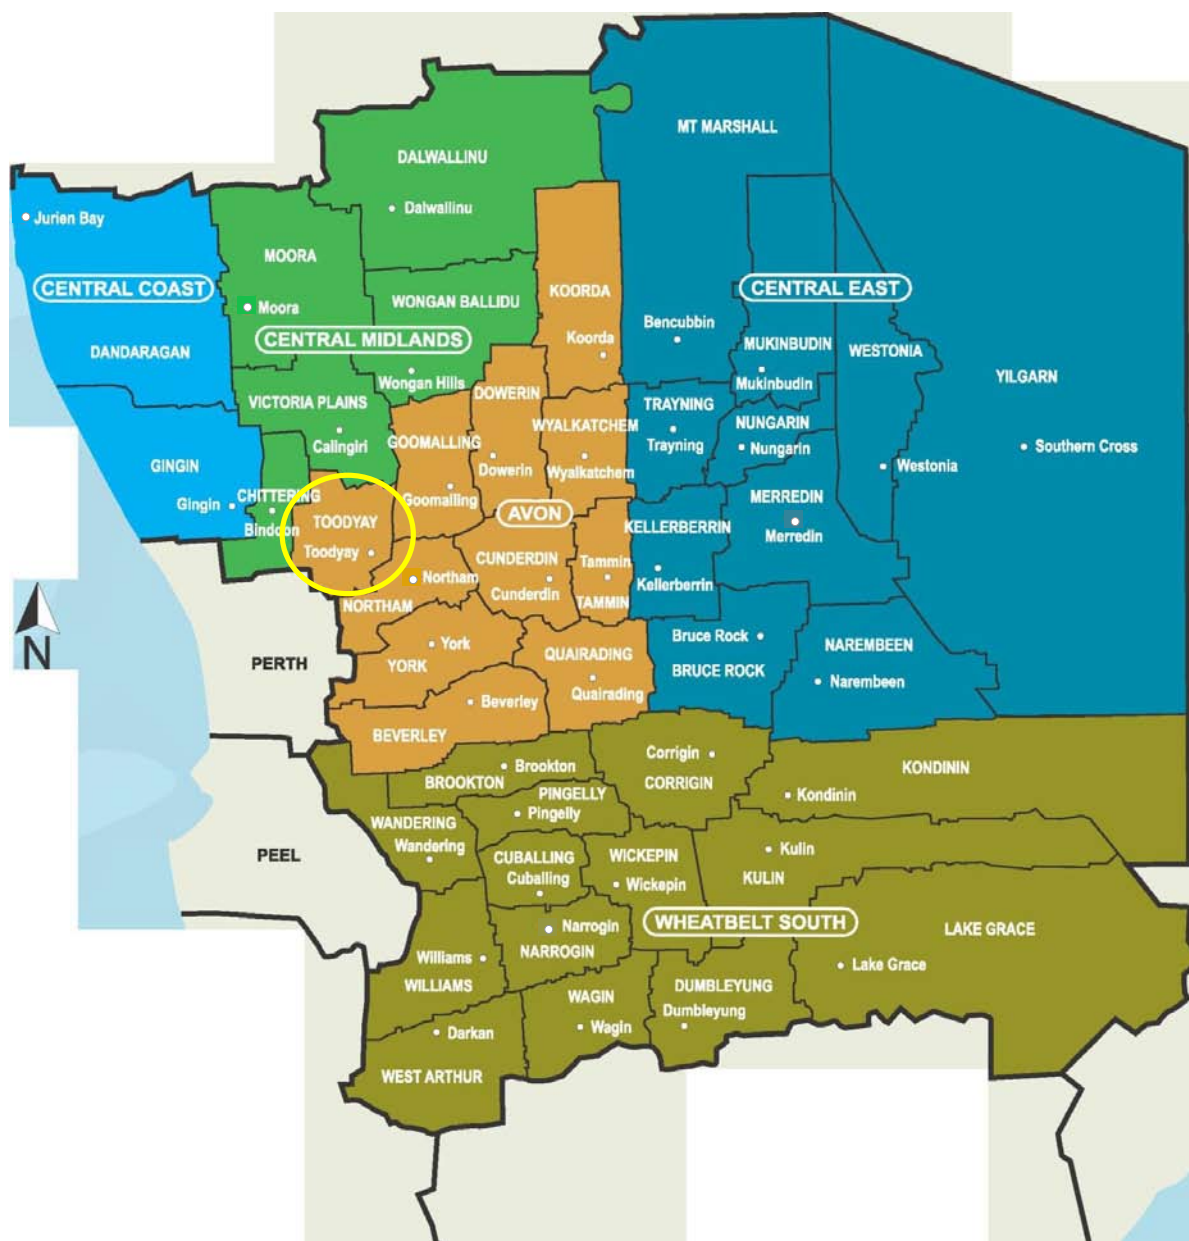 MT MARSHALL
DALWALLINU
Dalwallinu
Jurien Bay
MOORA
CENTRAL COAST
CENTRAL EAST
KOORDA
WONGAN BALLIDU
Moora
Bencubbin
CENTRAL MIDLANDS
Koorda
MUKINBUDIN
WESTONIA
DANDARAGAN
YILGARN
Wongan Hills
Mukinbudin
DOWERIN
VICTORIA PLAINS
TRAYNING
NUNGARIN
WYALKATCHEM
GOOMALLING
Calingiri
Trayning
Nungarin
Southern Cross
GINGIN
Dowerin
Wyalkatchem
Westonia
CHITTERING
Goomalling
MERREDIN
Gingin
AVON
TOODYAY
Bindoon
KELLERBERRIN
Merredin
Toodyay
CUNDERDIN
Tammin
Northam
Cunderdin
Kellerberrin
NORTHAM
TAMMIN
York
Bruce Rock
NAREMBEEN
N
PERTH
YORK
QUAIRADING
BRUCE ROCK
Quairading
Narembeen
Beverley
BEVERLEY
Corrigin
Brookton
KONDININ
BROOKTON
CORRIGIN
PINGELLY
Kondinin
Pingelly
WANDERING
Wandering
Kulin
PEEL
CUBALLING
WICKEPIN
Cuballing
Wickepin
KULIN
WHEATBELT SOUTH
Narrogin
LAKE GRACE
NARROGIN
Williams
Lake Grace
WILLIAMS
WAGIN
DUMBLEYUNG
Dumbleyung
Wagin
Darkan
WEST ARTHUR